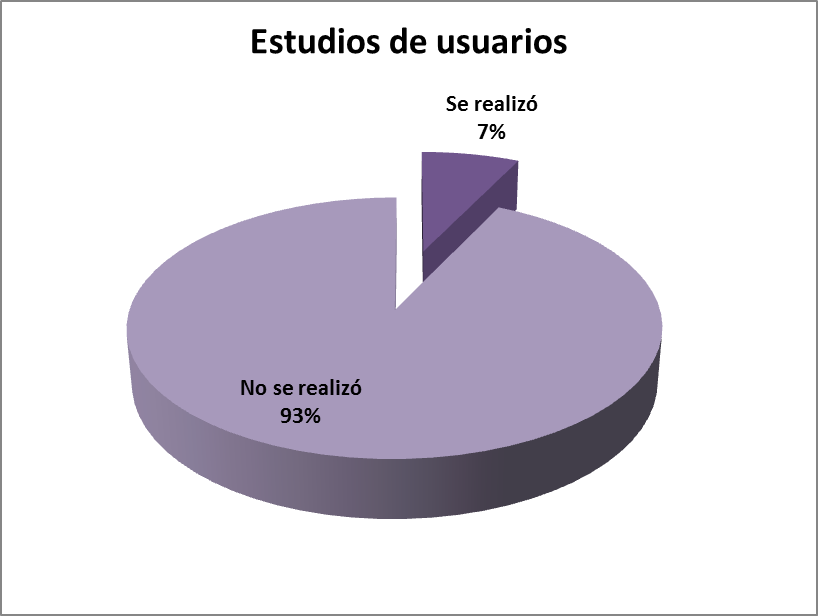 Estudios de usuarios
Se realizó
7%
No se realizó
93%